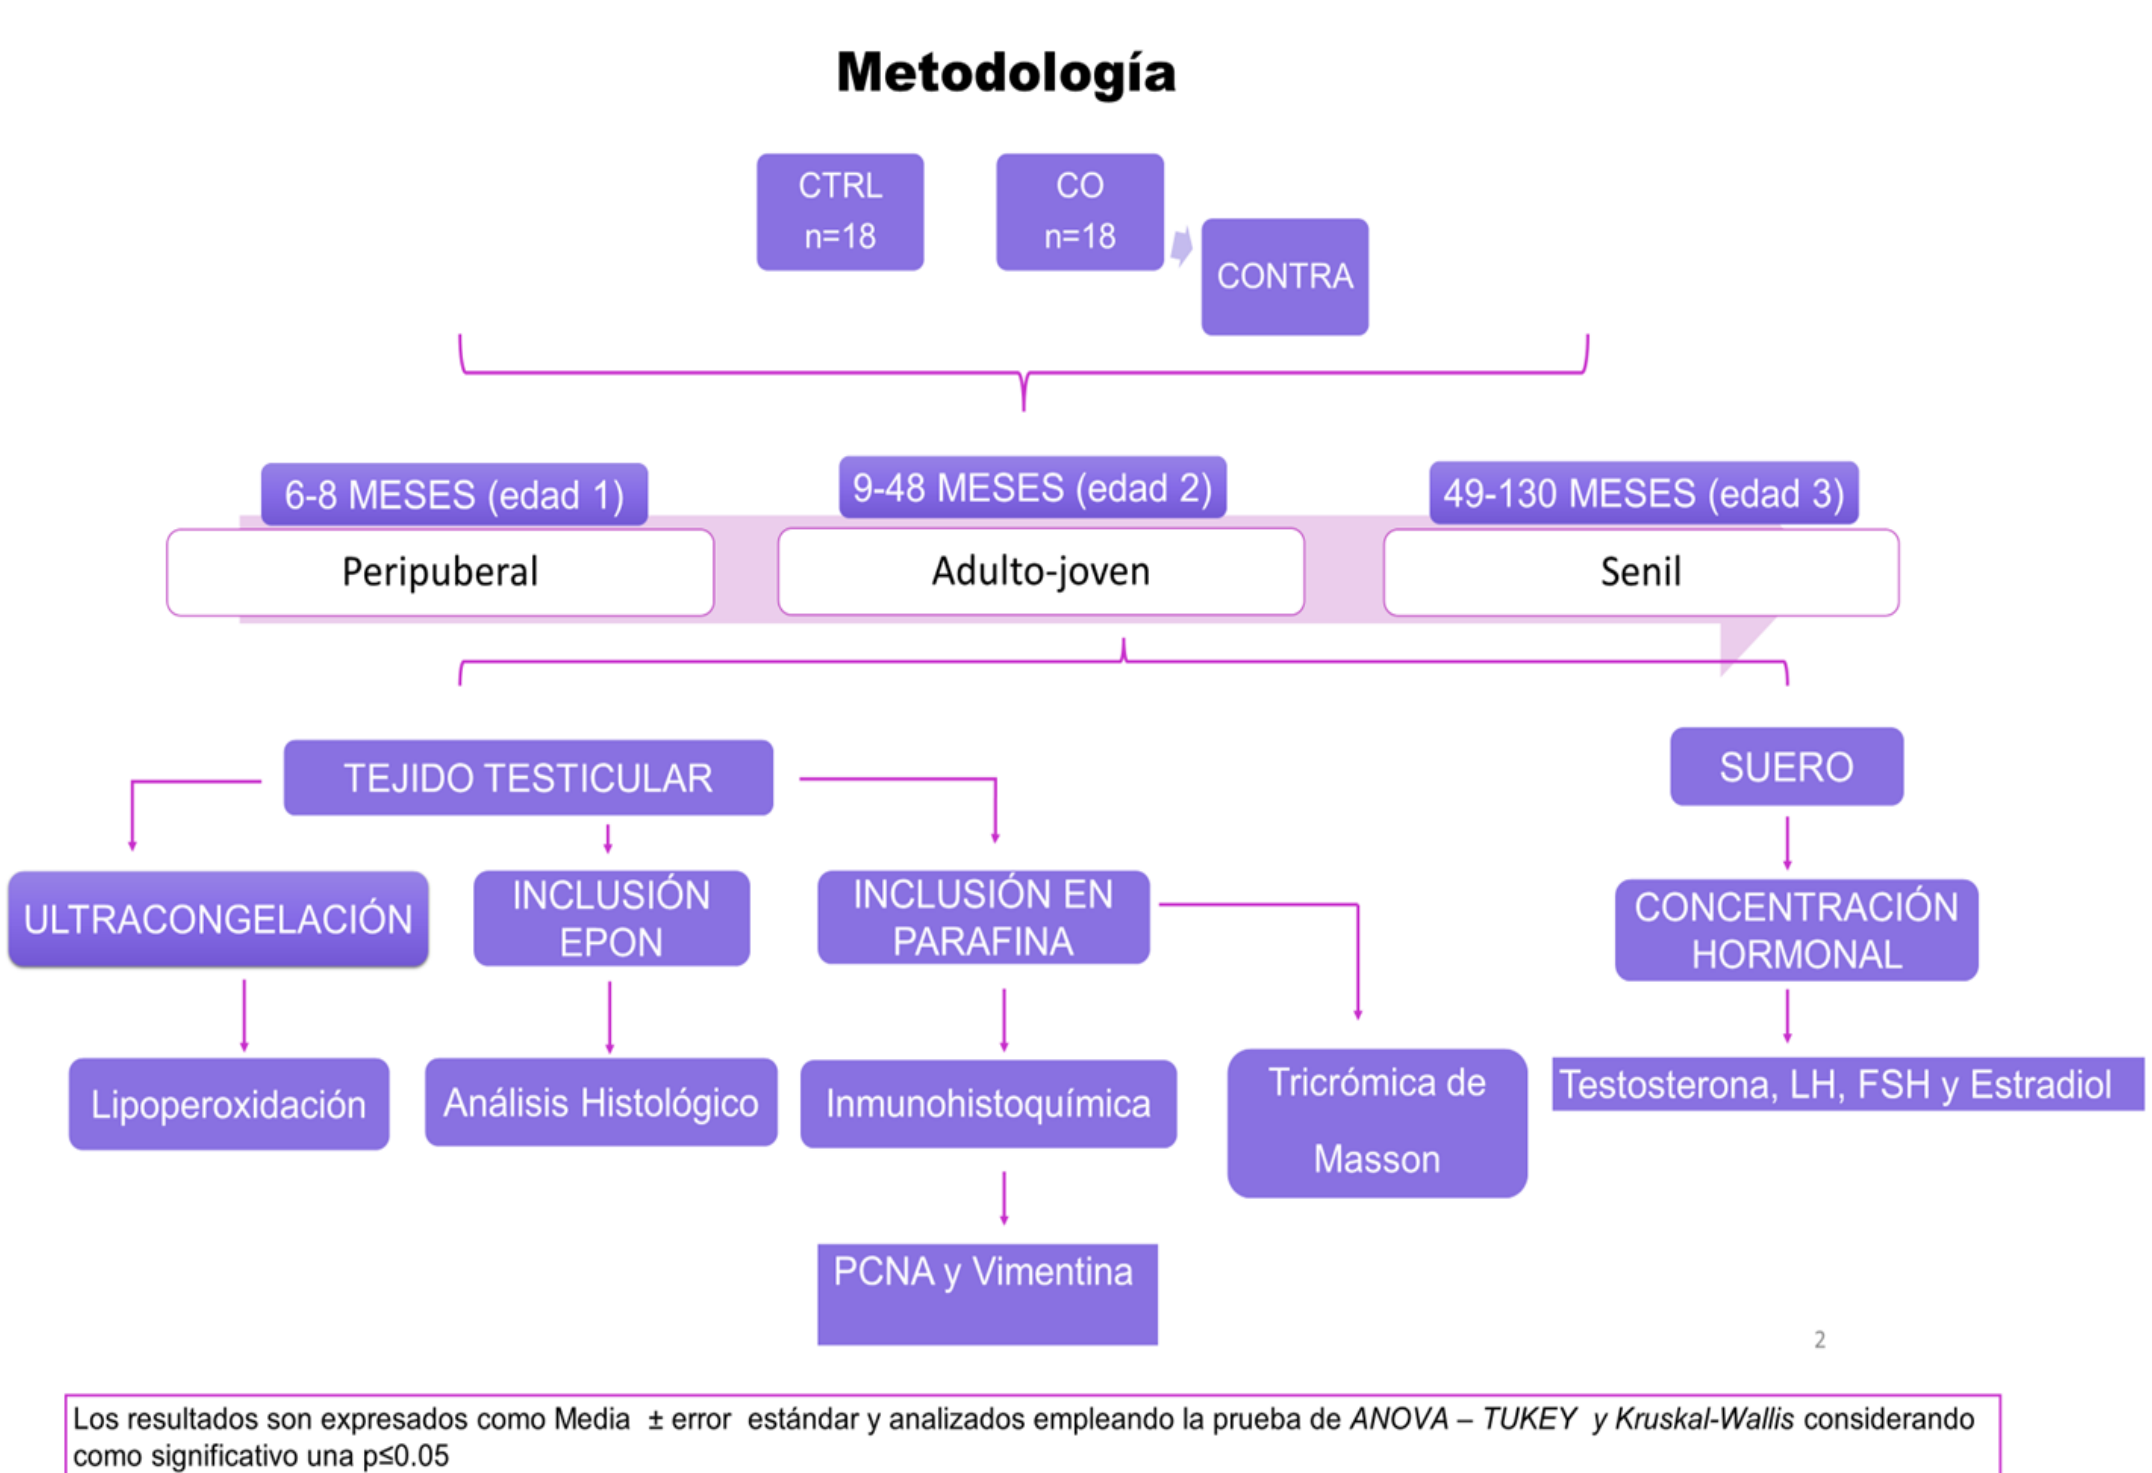 Metodología
CTRL
n=18
CO
n=18
CONTRA
6-8 MESES (edad 1)
9-48 MESES (edad 2)
49-130 MESES (edad 3)
Peripuberal
Adulto-joven
Senil
TEJIDO TESTICULAR
SUERO
ULTRACONGELACIÓN
INCLUSIÓN
EPON
INCLUSIÓN EN
PARAFINA
CONCENTRACIÓN
HORMONAL
Lipoperoxidación
Análisis Histológico
Inmunohistoquímica
Tricrómica de
Masson
Testosterona, LH, FSH y Estradiol
PCNA y Vimentina
2
Los resultados son expresados como Media ± error estándar y analizados empleando la prueba de ANOVA – TUKEY y Kruskal-Wallis considerando
como significativo una p≤0.05